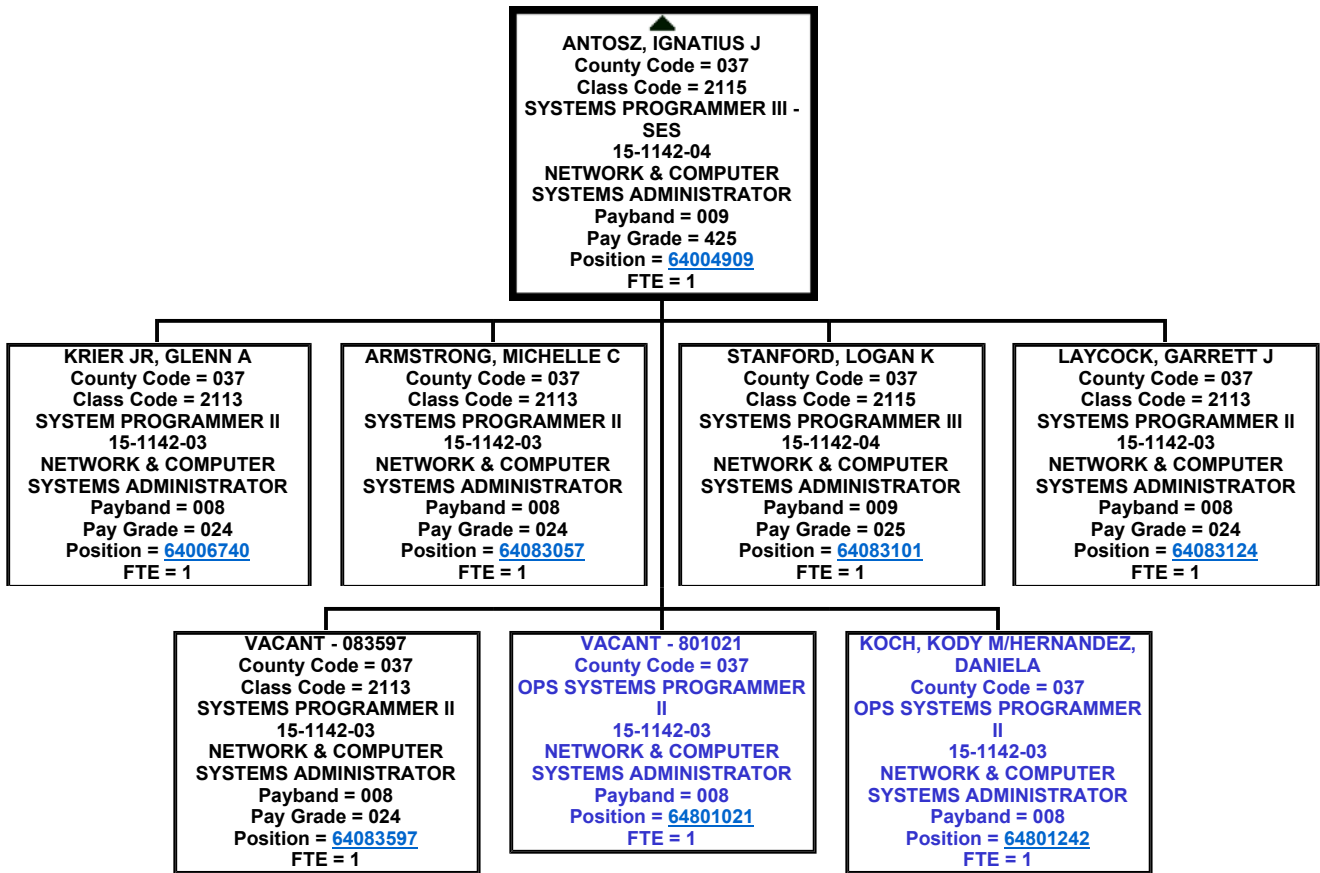 ANTOSZ, IGNATIUS J
County Code = 037
Class Code = 2115
SYSTEMS PROGRAMMER III -
SES
15-1142-04
NETWORK & COMPUTER
SYSTEMS ADMINISTRATOR
Payband = 009
Pay Grade = 425
Position = 64004909
FTE = 1
KRIER JR, GLENN A
County Code = 037
Class Code = 2113
SYSTEM PROGRAMMER II
15-1142-03
NETWORK & COMPUTER
SYSTEMS ADMINISTRATOR
Payband = 008
Pay Grade = 024
Position = 64006740
FTE = 1
ARMSTRONG, MICHELLE C
County Code = 037
Class Code = 2113
SYSTEMS PROGRAMMER II
15-1142-03
NETWORK & COMPUTER
SYSTEMS ADMINISTRATOR
Payband = 008
Pay Grade = 024
Position = 64083057
FTE = 1
STANFORD, LOGAN K
County Code = 037
Class Code = 2115
SYSTEMS PROGRAMMER III
15-1142-04
NETWORK & COMPUTER
SYSTEMS ADMINISTRATOR
Payband = 009
Pay Grade = 025
Position = 64083101
FTE = 1
LAYCOCK, GARRETT J
County Code = 037
Class Code = 2113
SYSTEMS PROGRAMMER II
15-1142-03
NETWORK & COMPUTER
SYSTEMS ADMINISTRATOR
Payband = 008
Pay Grade = 024
Position = 64083124
FTE = 1
VACANT - 083597
County Code = 037
Class Code = 2113
SYSTEMS PROGRAMMER II
15-1142-03
NETWORK & COMPUTER
SYSTEMS ADMINISTRATOR
Payband = 008
Pay Grade = 024
Position = 64083597
FTE = 1
VACANT - 801021
County Code = 037
OPS SYSTEMS PROGRAMMER
II
15-1142-03
NETWORK & COMPUTER
SYSTEMS ADMINISTRATOR
Payband = 008
Position = 64801021
FTE = 1
KOCH, KODY M/HERNANDEZ,
DANIELA
County Code = 037
OPS SYSTEMS PROGRAMMER
II
15-1142-03
NETWORK & COMPUTER
SYSTEMS ADMINISTRATOR
Payband = 008
Position = 64801242
FTE = 1